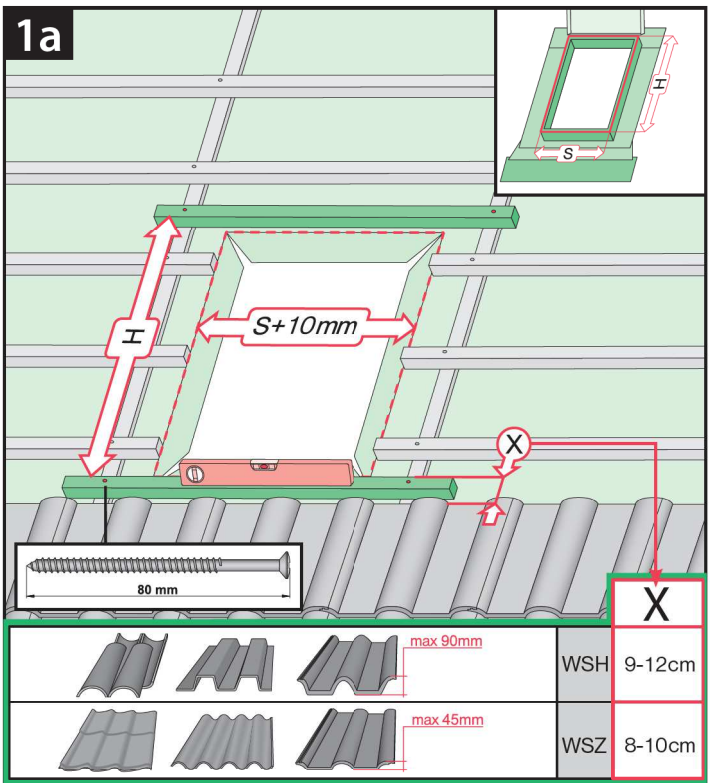 1a
H
S
H
S+10mm
X
80 mm
X
max 90mm
WSH 9-12cm
max 45mm
WSZ 8-10cm